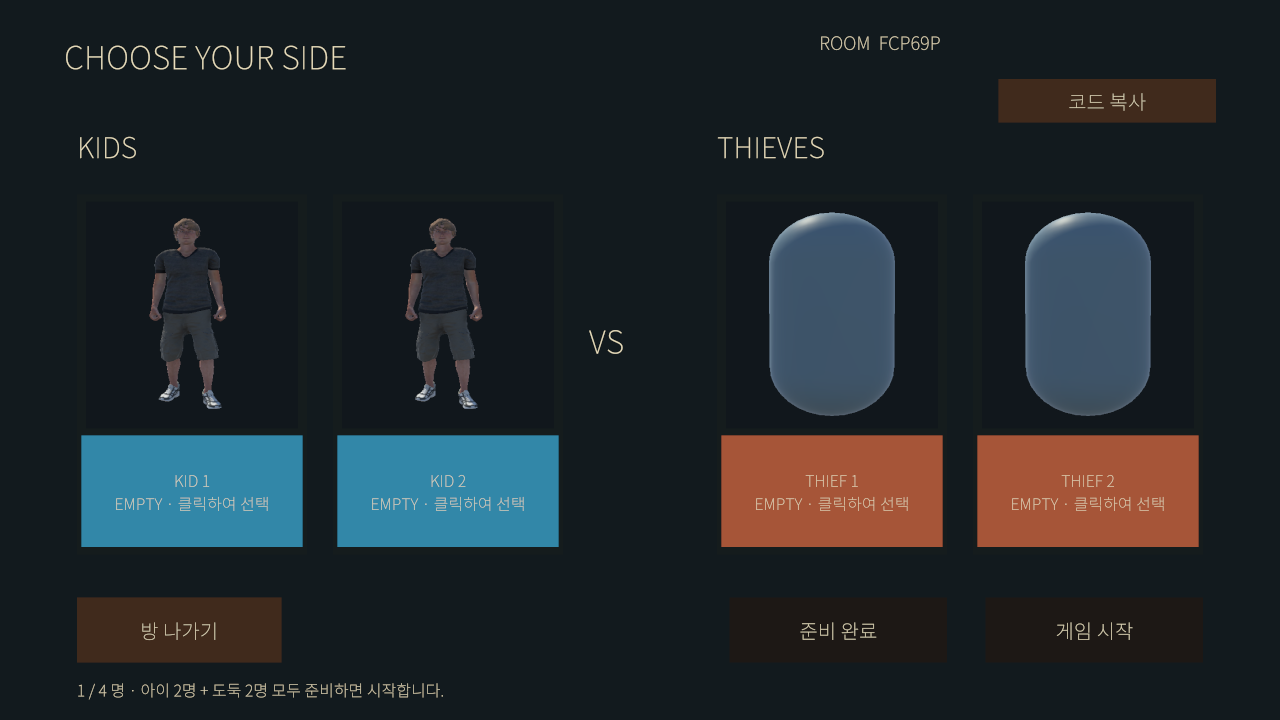 CHOOSE YOUR SIDE
ROOM FCP69P
코드 복사
KIDS
THIEVES
VS
KID 1
EMPTY · 클릭하여 선택
KID 2
EMPTY · 클릭하여 선택
THIEF 1
EMPTY · 클릭하여 선택
THIEF 2
EMPTY · 클릭하여 선택
방 나가기
준비 완료
게임 시작
1 / 4 명 · 아이 2명 + 도둑 2명 모두 준비하면 시작합니다.